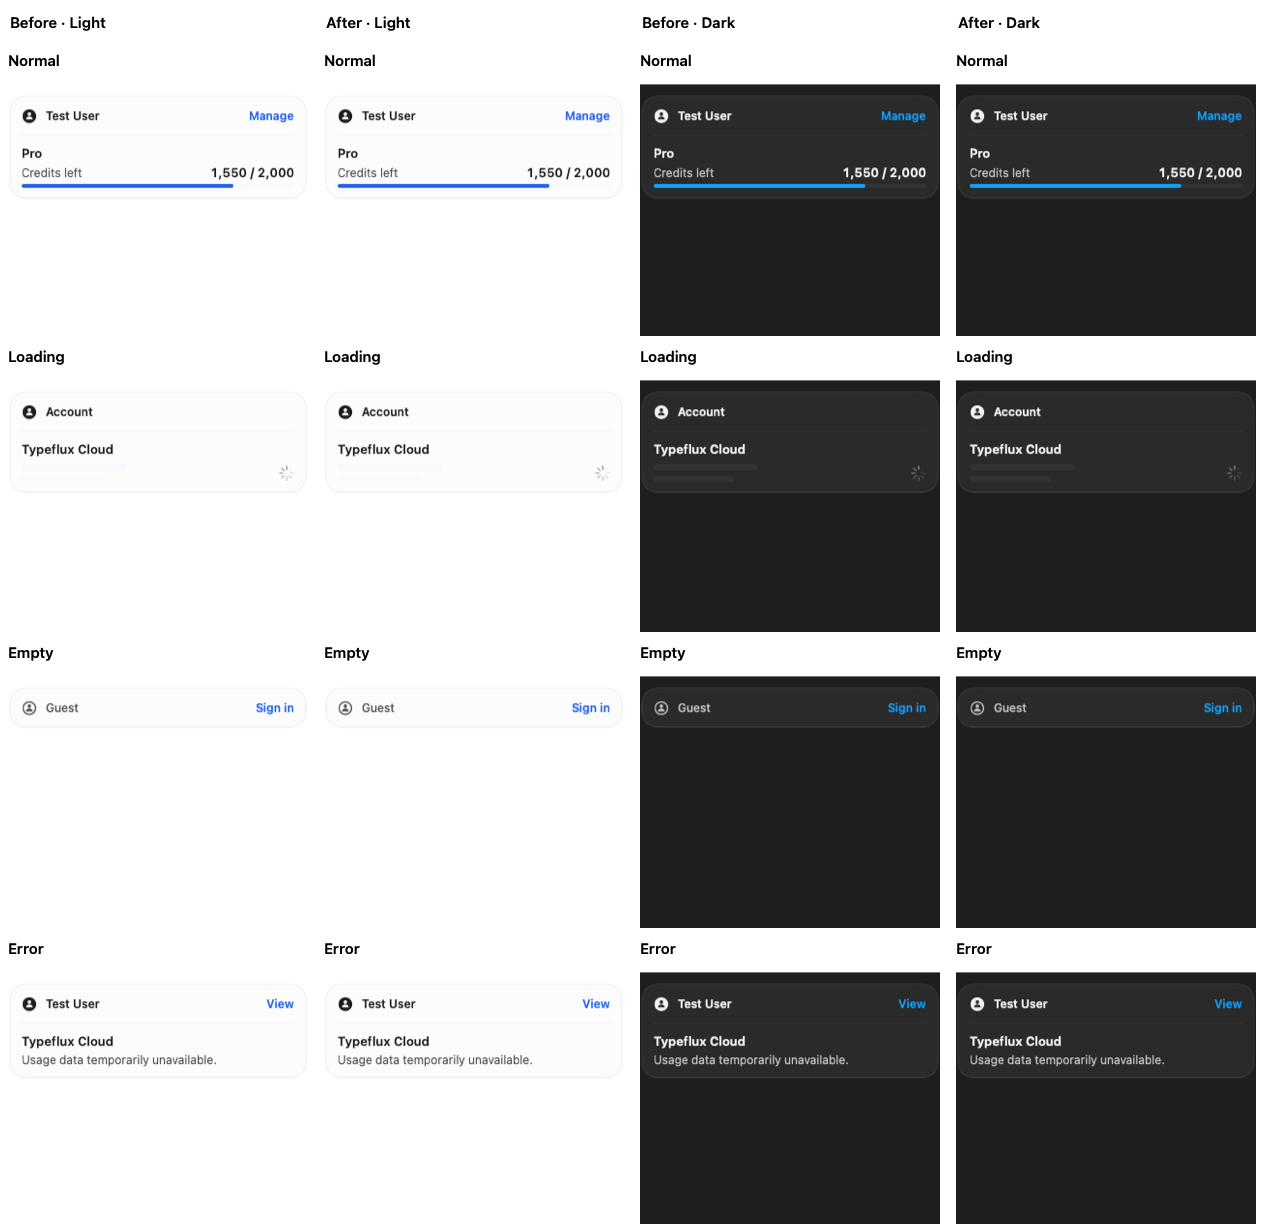 Before · Light After · Light Before · Dark After · Dark
Normal Normal Normal Normal
Test User Manage Test User Manage Test User Manage Test User Manage
Pro Pro Pro Pro
Credits left 1,550 / 2,000 Credits left 1,550 / 2,000 Credits left 1,550 / 2,000 Credits left 1,550 / 2,000
Loading Loading Loading Loading
Account Account Account Account
Typeflux Cloud Typeflux Cloud Typeflux Cloud Typeflux Cloud
Empty Empty Empty Empty
Guest Sign in Guest Sign in Guest Sign in Guest Sign in
Error Error Error Error
Test User View Test User View Test User View Test User View
Typeflux Cloud Typeflux Cloud Typeflux Cloud Typeflux Cloud
Usage data temporarily unavailable. Usage data temporarily unavailable. Usage data temporarily unavailable. Usage data temporarily unavailable.